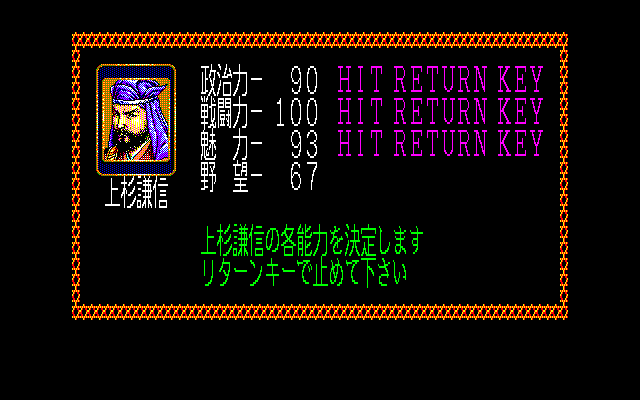 政治力ー 90 HIT RETURN KEY
戦闘力ー 100 HIT RETURN KEY
魅 力ー 93 HIT RETURN KEY
野 望ー 67
上杉謙信
上杉謙信の各能力を決定します
リターンキーで止めて下さい